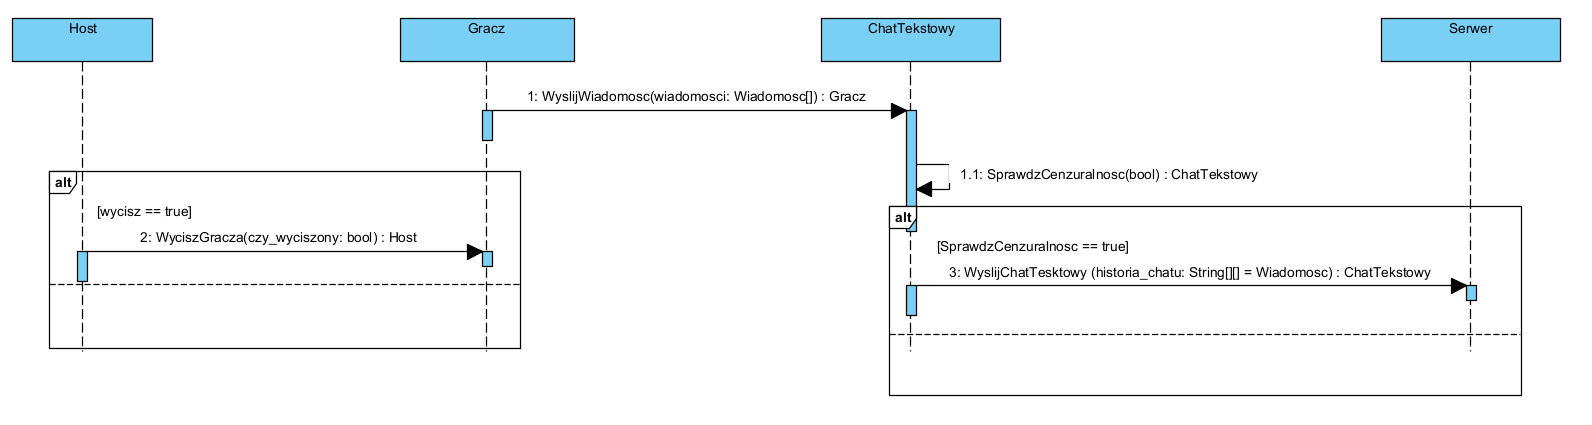 Host
Gracz
ChatTekstowy
Serwer
1: WyslijWiadomosc(wiadomosci: Wiadomosc[]) : Gracz
1.1: SprawdzCenzuralnosc(bool) : ChatTekstowy
alt
[wycisz == true]
2: WyciszGracza(czy_wyciszony: bool) : Host
alt
[SprawdzCenzuralnosc == true]
3: WyslijChatTesktowy (historia_chatu: String[][] = Wiadomosc) : ChatTekstowy